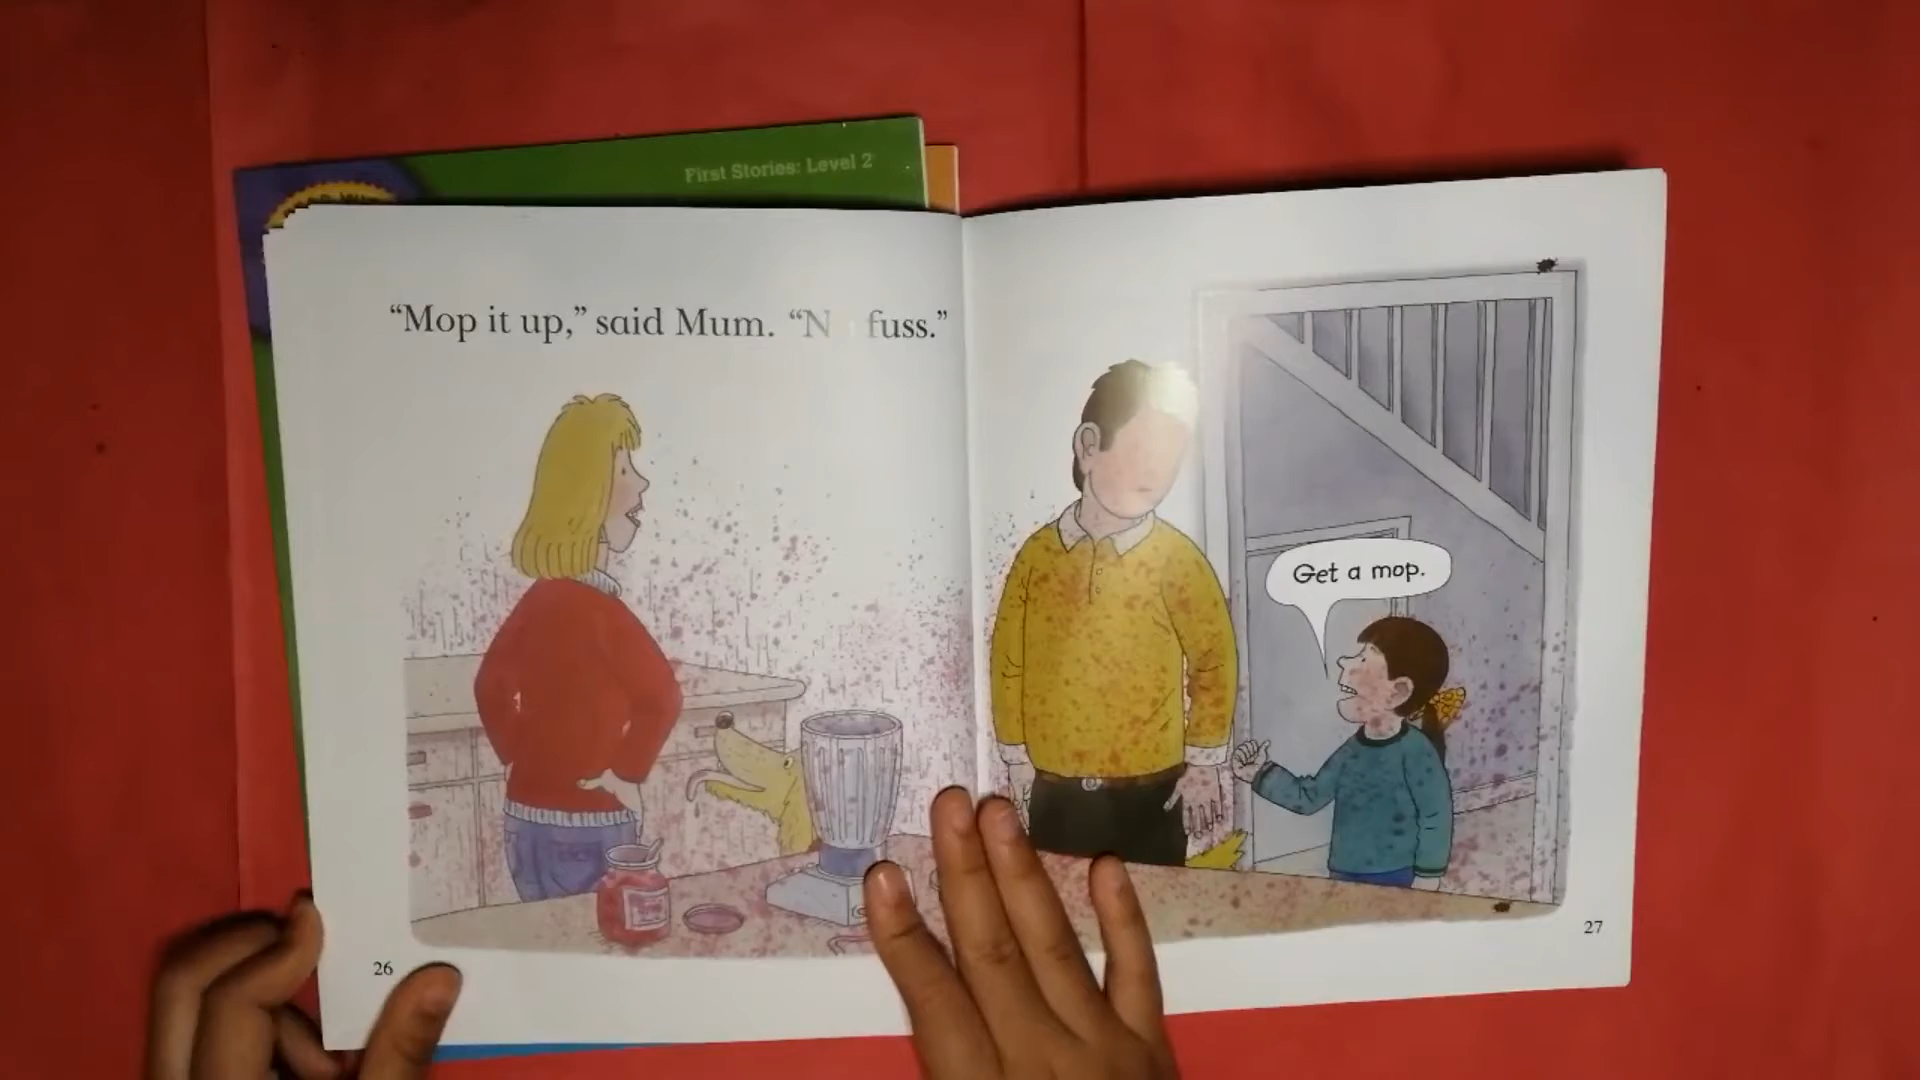 First Stories: Level 2
“Mop it up,” said Mum. “N fuss.”
Get a mop.
26
27